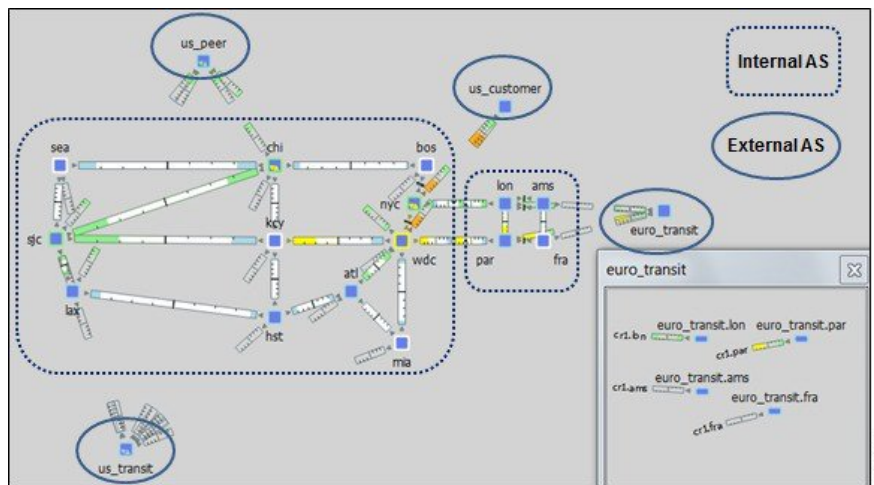 us_peer
Internal AS
us_customer
External AS
sea
chi
bos
lon
ams
nyc
kcy
euro_transit
sjc
wdc
par
fra
atl
lax
hst
mia
euro_transit
euro_transit.lon
euro_transit.par
cr1.lon
cr1.par
euro_transit.ams
cr1.ams
euro_transit.fra
cr1.fra
us_transit